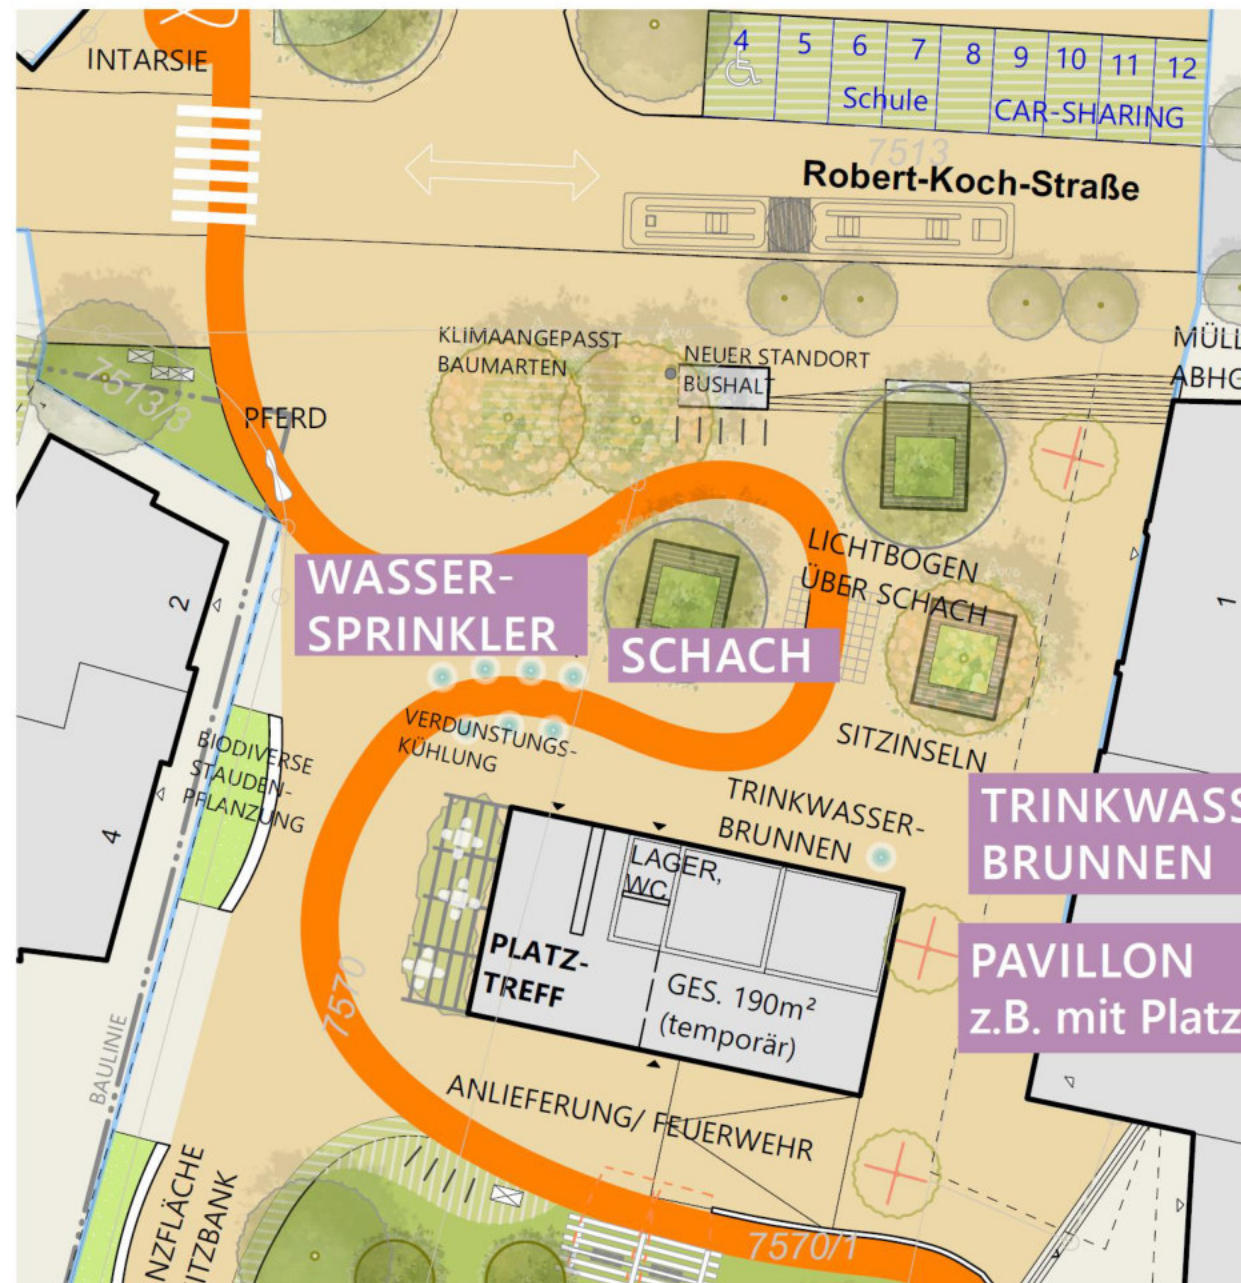 INTARSIE
4 5 6 7 8 9 10 11 12
Schule
CAR-SHARING
7513
Robert-Koch-Straße
KLIMAANGEPASST
BAUMARTEN
NEUER STANDORT
BUSHALT
MÜLL
ABHO
7513/3
PFERD
LICHTBOGEN
ÜBER SCHACH
WASSER-
SPRINKLER
SCHACH
2
1
VERDUNSTUNGS-
KÜHLUNG
SITZINSELN
BIODIVERSE
STAUDEN-
PFLANZUNG
4
TRINKWASSER-
BRUNNEN
TRINKWASS
BRUNNEN
LAGER,
WC
PLATZ-
TREFF
GES. 190m²
(temporär)
PAVILLON
z.B. mit Platz
7570
BAULINIE
ANLIEFERUNG/ FEUERWEHR
NZFLÄCHE
ITZBANK
7570/1